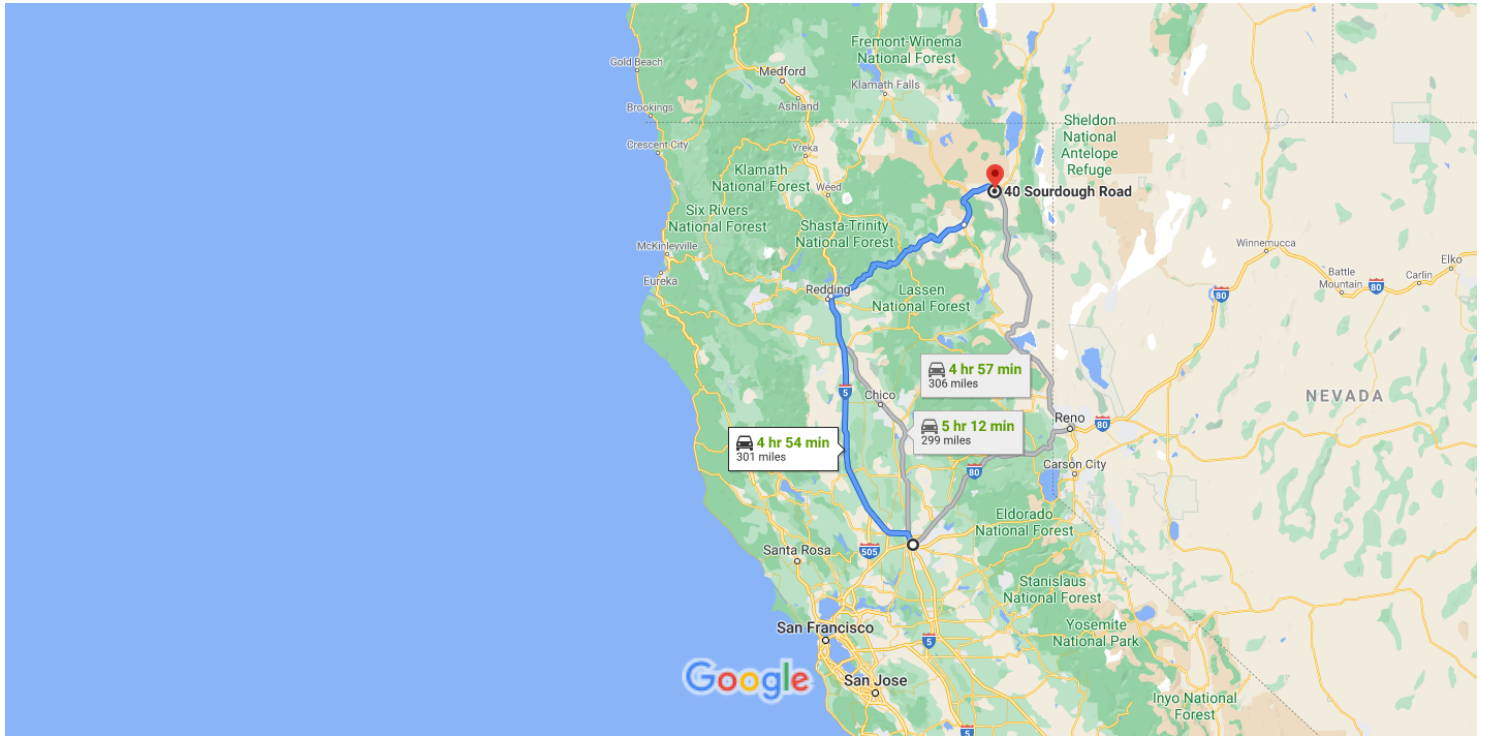 Fremont-Winema
National Forest
Gold Beach
Medford
Klamath Falls
Brookings
Ashland
Sheldon
National
Antelope
Refuge
Crescent City
Yreka
Klamath
National Forest
Weed
40 Sourdough Road
Six Rivers
National Forest
Shasta-Trinity
National Forest
McKinleyville
Winnemucca
Eureka
Elko
Battle
Mountain
80
Carlin
80
Redding
Lassen
National Forest
4 hr 57 min
306 miles
5
Chico
NEVADA
Reno
80
5 hr 12 min
299 miles
4 hr 54 min
301 miles
Carson City
80
Eldorado
National Forest
Santa Rosa
505
Stanislaus
National Forest
San Francisco
5
Yosemite
National Park
Google
San Jose
Inyo National
Forest
5